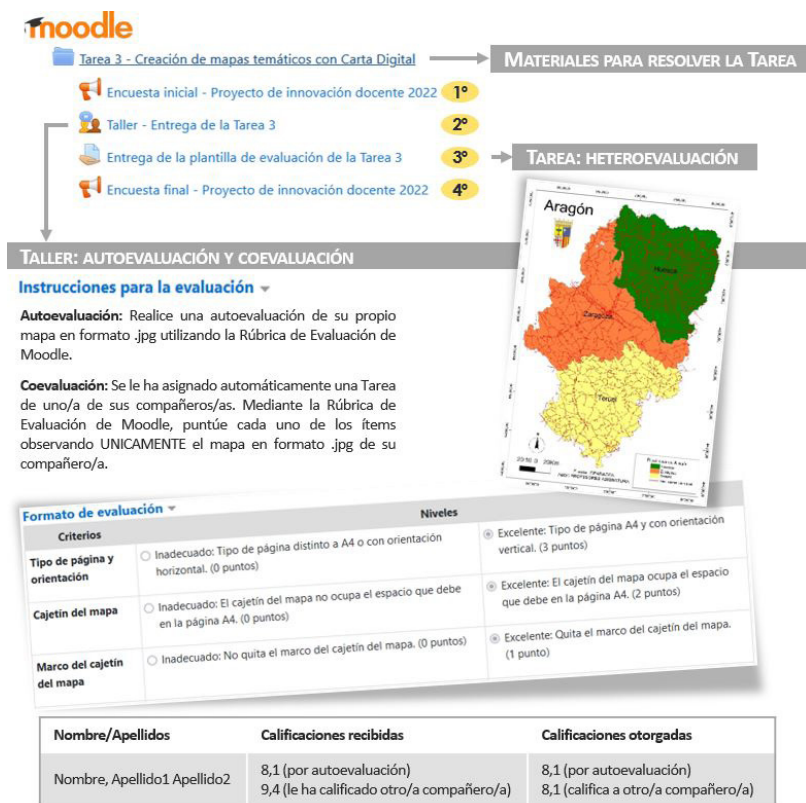 moodle
Tarea 3 - Creación de mapas temáticos con Carta Digital
MATERIALES PARA RESOLVER LA TAREA
Encuesta inicial - Proyecto de innovación docente 2022 1º
Taller - Entrega de la Tarea 3 2º
Entrega de la plantilla de evaluación de la Tarea 3 3º
TAREA: HETEROEVALUACIÓN
Encuesta final - Proyecto de innovación docente 2022 4º
Aragón
Huesca
Zaragoza
Teruel
TALLER: AUTOEVALUACIÓN Y COEVALUACIÓN
Instrucciones para la evaluación
Autoevaluación: Realice una autoevaluación de su propio
mapa en formato .jpg utilizando la Rúbrica de Evaluación de
Moodle.
Coevaluación: Se le ha asignado automáticamente una Tarea
de uno/a de sus compañeros/as. Mediante la Rúbrica de
Evaluación de Moodle, puntúe cada uno de los ítems
observando UNICAMENTE el mapa en formato .jpg de su
compañero/a.
Formato de evaluación
Criterios
Niveles
Tipo de página y
orientación
Inadecuado: Tipo de página distinto a A4 o con orientación
horizontal. (0 puntos)
Excelente: Tipo de página A4 y con orientación
vertical. (3 puntos)
Cajetín del mapa
Inadecuado: El cajetín del mapa no ocupa el espacio que debe
en la página A4. (0 puntos)
Excelente: El cajetín del mapa ocupa el espacio
que debe en la página A4. (2 puntos)
Marco del cajetín
del mapa
Inadecuado: No quita el marco del cajetín del mapa. (0 puntos)
Excelente: Quita el marco del cajetín del mapa.
(1 punto)
Nombre/Apellidos Calificaciones recibidas Calificaciones otorgadas
Nombre, Apellido1 Apellido2
8,1 (por autoevaluación)
9,4 (le ha calificado otro/a compañero/a)
8,1 (por autoevaluación)
8,1 (califica a otro/a compañero/a)